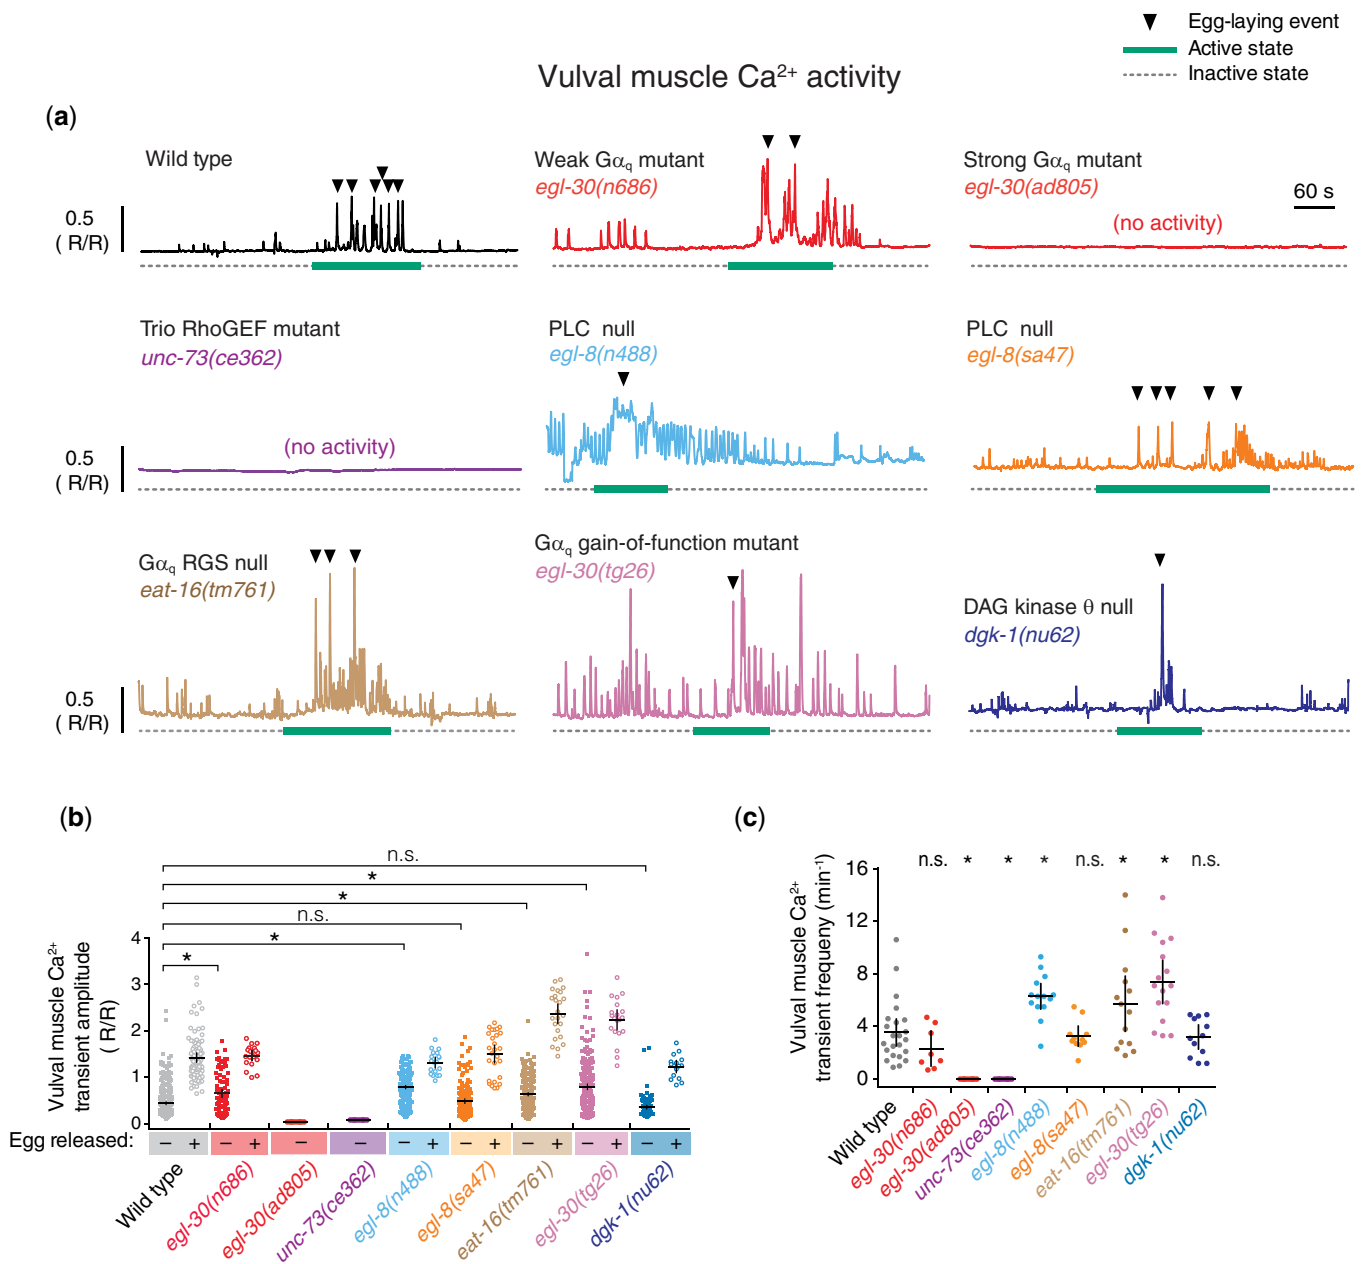 Egg-laying event
Active state
Inactive state
Vulval muscle Ca²⁺ activity
(a)
Wild type
0.5
( R/R)
Weak Gαq mutant
egl-30(n686)
Strong Gαq mutant
egl-30(ad805)
60 s
(no activity)
Trio RhoGEF mutant
unc-73(ce362)
0.5
( R/R)
(no activity)
PLC null
egl-8(n488)
PLC null
egl-8(sa47)
Gαq RGS null
eat-16(tm761)
0.5
( R/R)
Gαq gain-of-function mutant
egl-30(tg26)
DAG kinase θ null
dgk-1(nu62)
(b)
n.s.
*
*
n.s.
*
*
Vulval muscle Ca²⁺
transient amplitude
( R/R)
4
3
2
1
0
Egg released: − + − + − − − + − + − + − + − +
Wild type
egl-30(n686)
egl-30(ad805)
unc-73(ce362)
egl-8(n488)
egl-8(sa47)
eat-16(tm761)
egl-30(tg26)
dgk-1(nu62)
(c)
Vulval muscle Ca²⁺
transient frequeny (min⁻¹)
16
12
8
4
0
n.s. * * * n.s. * * n.s.
Wild type
egl-30(n686)
egl-30(ad805)
unc-73(ce362)
egl-8(n488)
egl-8(sa47)
eat-16(tm761)
egl-30(tg26)
dgk-1(nu62)